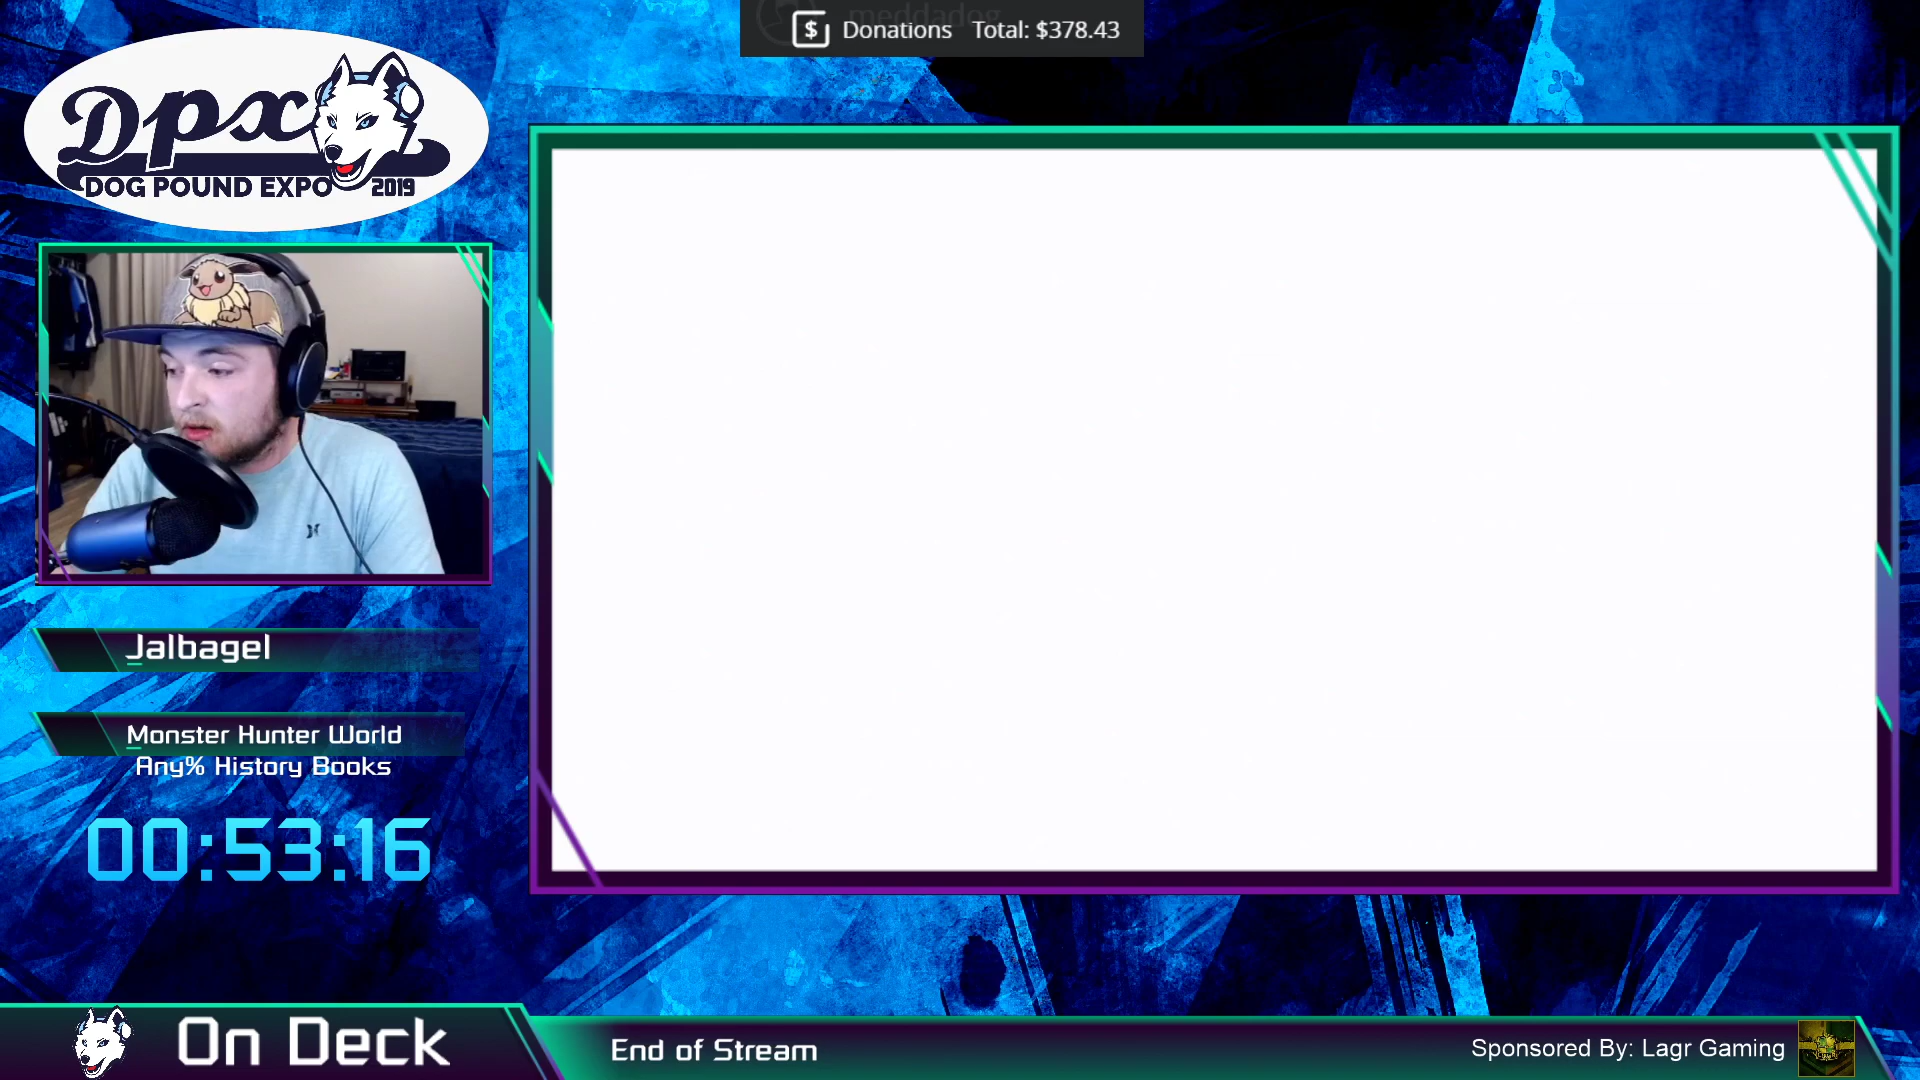 meddadog
Donations Total: $378.43
Dpx
DOG POUND EXPO 2019
Jalbagel
Monster Hunter World
Any% History Books
00:53:16
On Deck
End of Stream
Sponsored By: Lagr Gaming